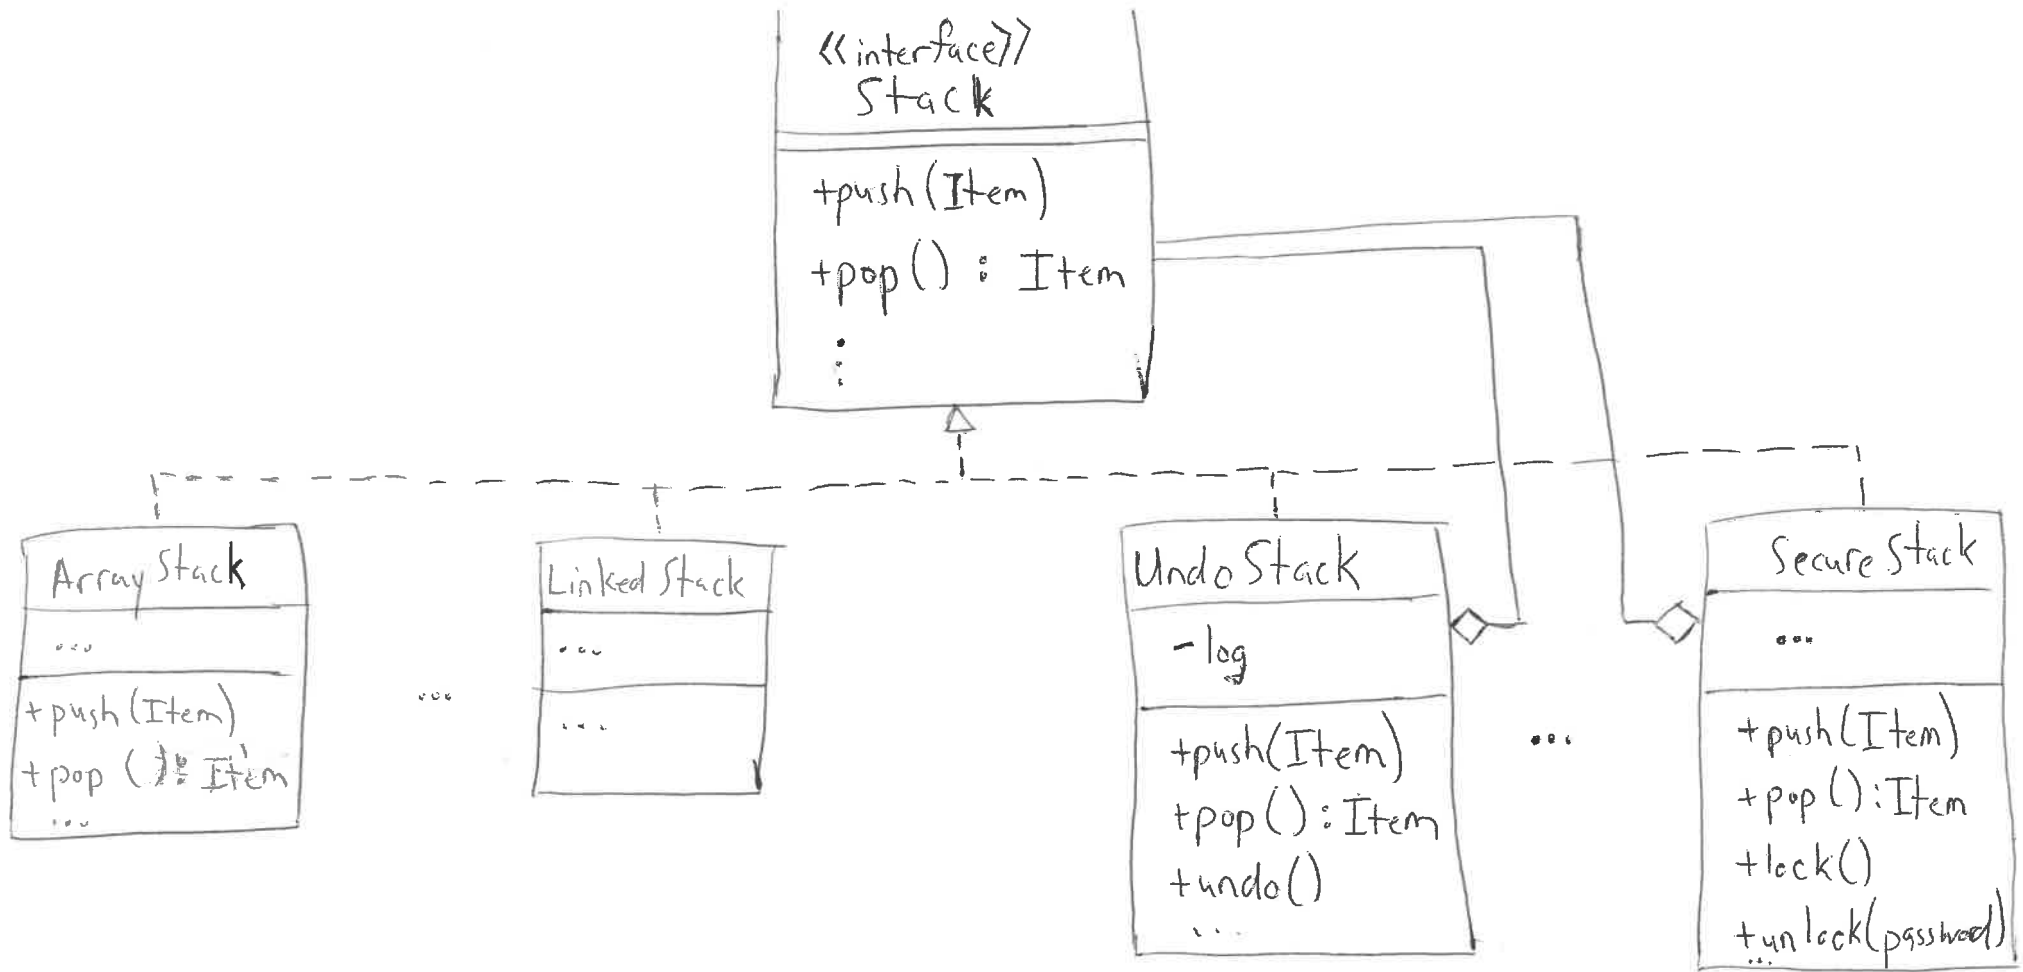 <<interface>>
Stack
+push(Item)
+pop() : Item
⋮
ArrayStack
...
+push(Item)
+pop():Item
...
...
LinkedStack
...
...
UndoStack
-log
+push(Item)
+pop():Item
+undo()
...
...
SecureStack
...
+push(Item)
+pop():Item
+lock()
+unlock(password)
...